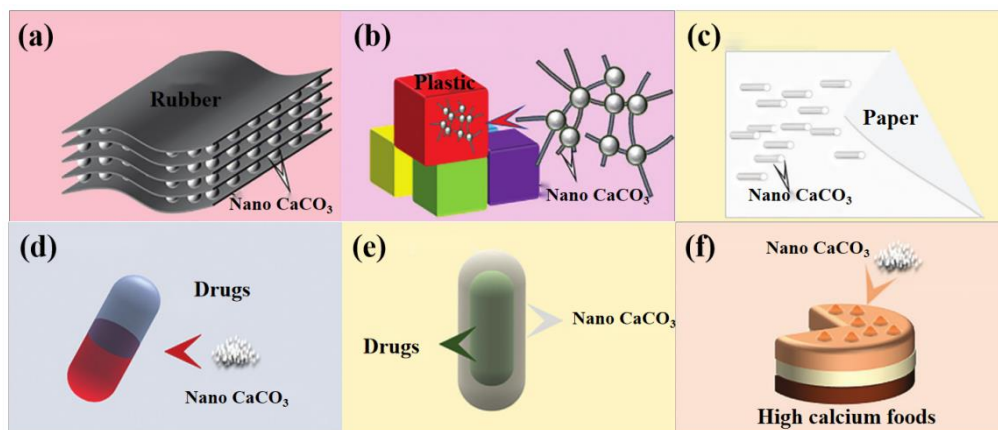 (a)
Rubber
Nano CaCO₃
(b)
Plastic
Nano CaCO₃
(c)
Paper
Nano CaCO₃
(d)
Drugs
Nano CaCO₃
(e)
Nano CaCO₃
Drugs
(f)
Nano CaCO₃
High calcium foods